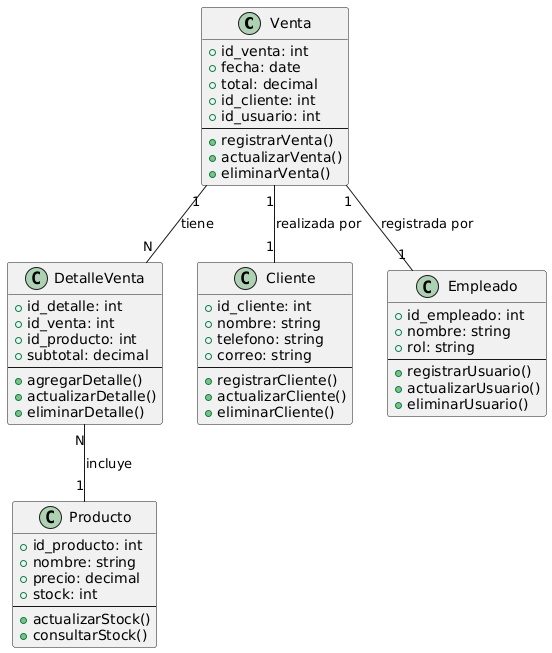 C Venta
id_venta: int
fecha: date
total: decimal
id_cliente: int
id_usuario: int
registrarVenta()
actualizarVenta()
eliminarVenta()
1 1 1
tiene realizada por registrada por
N 1 1
C DetalleVenta
id_detalle: int
id_venta: int
id_producto: int
subtotal: decimal
agregarDetalle()
actualizarDetalle()
eliminarDetalle()
C Cliente
id_cliente: int
nombre: string
telefono: string
correo: string
registrarCliente()
actualizarCliente()
eliminarCliente()
C Empleado
id_empleado: int
nombre: string
rol: string
registrarUsuario()
actualizarUsuario()
eliminarUsuario()
N
incluye
1
C Producto
id_producto: int
nombre: string
precio: decimal
stock: int
actualizarStock()
consultarStock()